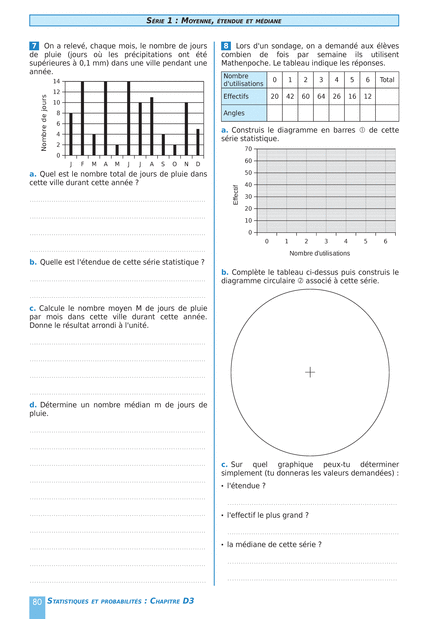 SÉRIE 1 : MOYENNE, ÉTENDUE ET MÉDIANE
7 On a relevé, chaque mois, le nombre de jours
de pluie (jours où les précipitations ont été
supérieures à 0,1 mm) dans une ville pendant une
année.
Nombre de jours
14
12
10
8
6
4
2
0
J F M A M J J A S O N D
a. Quel est le nombre total de jours de pluie dans
cette ville durant cette année ?
b. Quelle est l'étendue de cette série statistique ?
c. Calcule le nombre moyen M de jours de pluie
par mois dans cette ville durant cette année.
Donne le résultat arrondi à l'unité.
d. Détermine un nombre médian m de jours de
pluie.
8 Lors d'un sondage, on a demandé aux élèves
combien de fois par semaine ils utilisent
Mathenpoche. Le tableau indique les réponses.
Nombre
d'utilisations 0 1 2 3 4 5 6 Total
Effectifs 20 42 60 64 26 16 12
Angles
a. Construis le diagramme en barres ① de cette
série statistique.
Effectif
70
60
50
40
30
20
10
0
0 1 2 3 4 5 6
Nombre d'utilisations
b. Complète le tableau ci-dessus puis construis le
diagramme circulaire ② associé à cette série.
c. Sur quel graphique peux-tu déterminer
simplement (tu donneras les valeurs demandées) :
• l'étendue ?
• l'effectif le plus grand ?
• la médiane de cette série ?
80 STATISTIQUES ET PROBABILITÉS : CHAPITRE D3